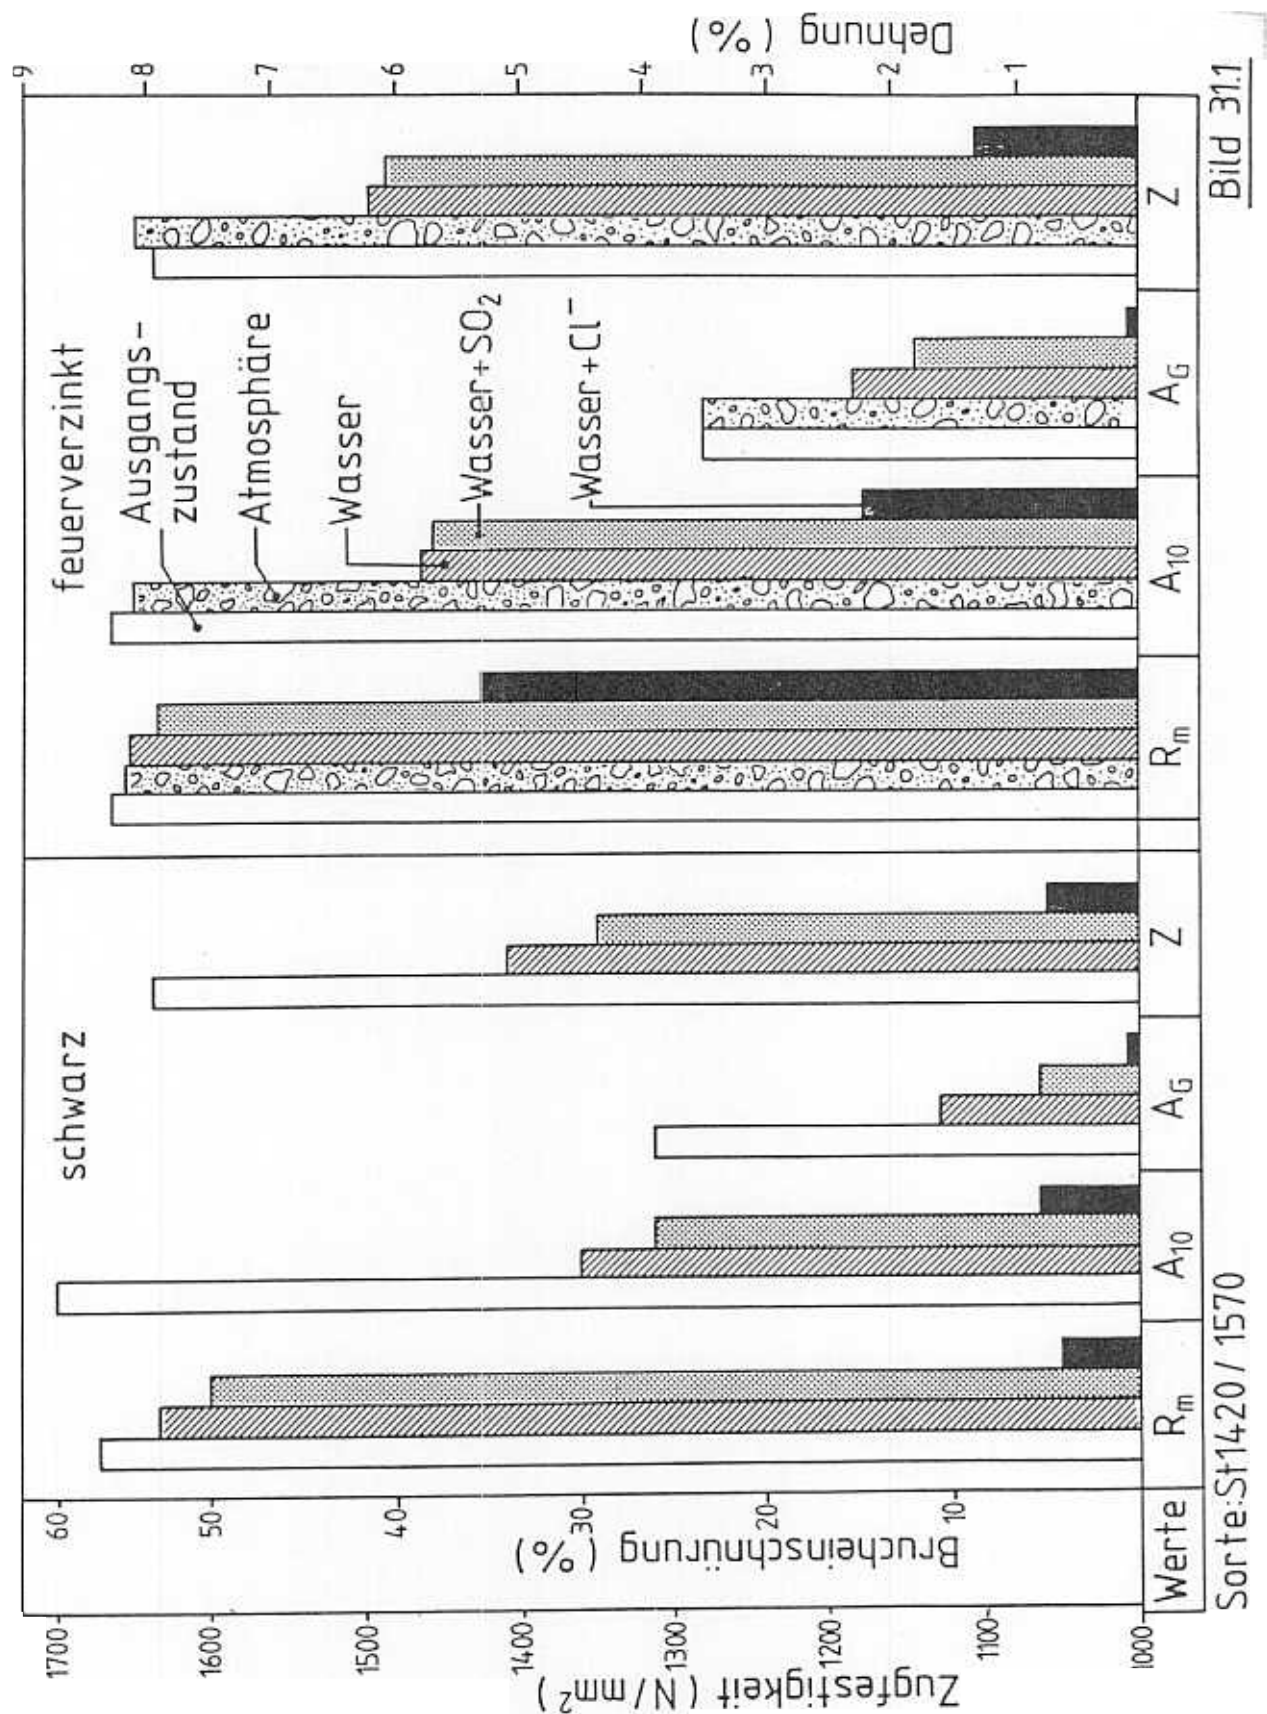 schwarz
feuerverzinkt
Ausgangs-
zustand
Atmosphäre
Wasser
Wasser+SO₂
Wasser+Cl⁻
Zugfestigkeit (N/mm²)
1700
1600
1500
1400
1300
1200
1100
1000
Brucheinschnürung (%)
60
50
40
30
20
10
Dehnung (%)
9
8
7
6
5
4
3
2
1
Werte Rm A10 AG Z Rm A10 AG Z
Sorte:St1420/1570
Bild 31.1